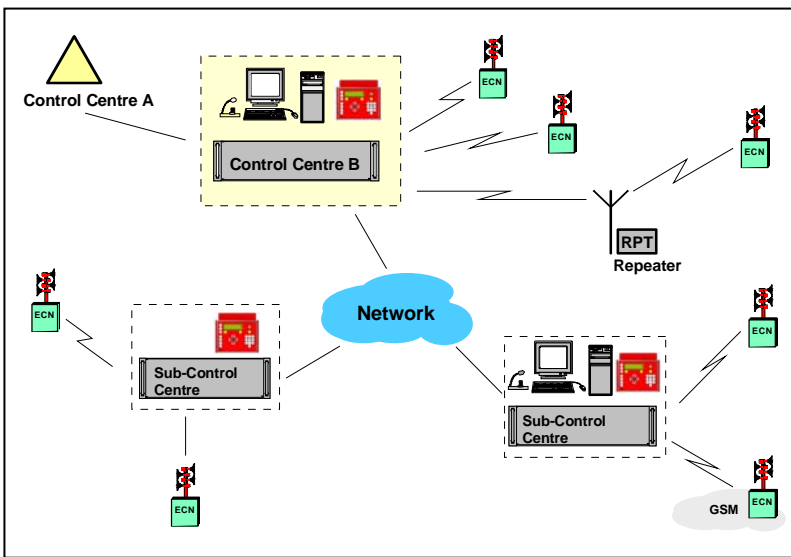 Control Centre A
Control Centre B
ECN
ECN
ECN
RPT
Repeater
Network
ECN
Sub-Control
Centre
ECN
Sub-Control
Centre
ECN
GSM
ECN